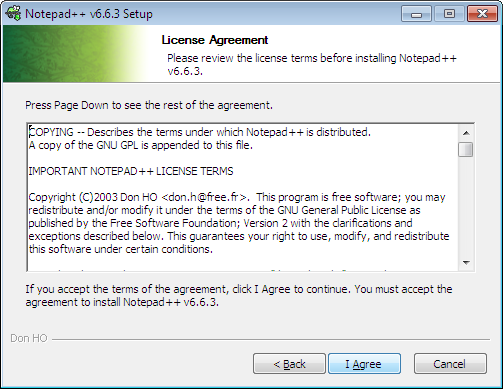 Notepad++ v6.6.3 Setup
License Agreement
Please review the license terms before installing Notepad++
v6.6.3.
Press Page Down to see the rest of the agreement.
COPYING -- Describes the terms under which Notepad++ is distributed.
A copy of the GNU GPL is appended to this file.
IMPORTANT NOTEPAD++ LICENSE TERMS
Copyright (C)2003 Don HO <don.h@free.fr>. This program is free software; you may
redistribute and/or modify it under the terms of the GNU General Public License as
published by the Free Software Foundation; Version 2 with the clarifications and
exceptions described below. This guarantees your right to use, modify, and redistribute
this software under certain conditions.
If you accept the terms of the agreement, click I Agree to continue. You must accept the
agreement to install Notepad++ v6.6.3.
Don HO
< Back
I Agree
Cancel